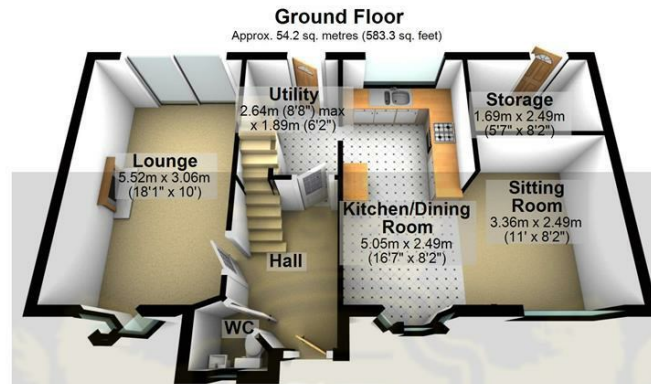 Ground Floor
Approx. 54.2 sq. metres (583.3 sq. feet)
Utility
2.64m (8'8") max
x 1.89m (6'2")
Storage
1.69m x 2.49m
(5'7" x 8'2")
Lounge
5.52m x 3.06m
(18'1" x 10')
Kitchen/Dining
Room
5.05m x 2.49m
(16'7" x 8'2")
Sitting
Room
3.36m x 2.49m
(11' x 8'2")
Hall
WC